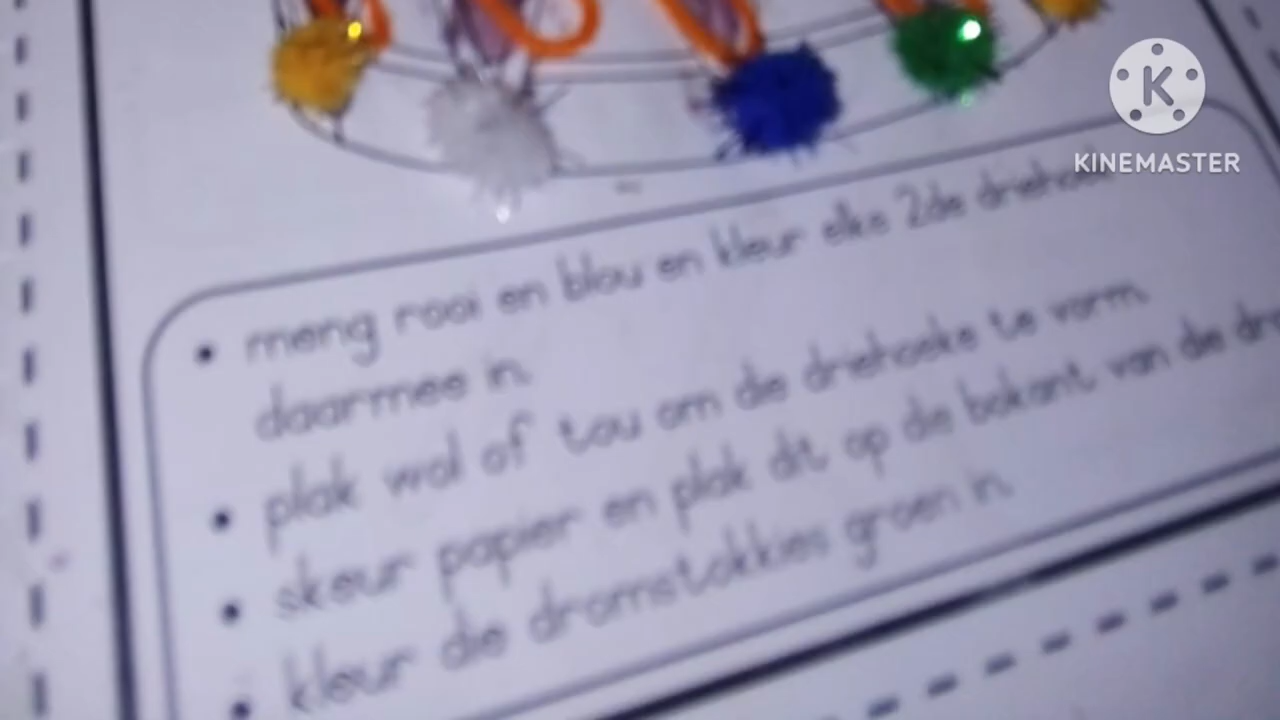 K
KINEMASTER
meng rooi en blou en kleur elke 2de driehoek
daarmee in.
plak wol of tou om die driehoeke te vorm.
skeur papier en plak dit op die bokant van die
kleur die dromstokkies groen in.